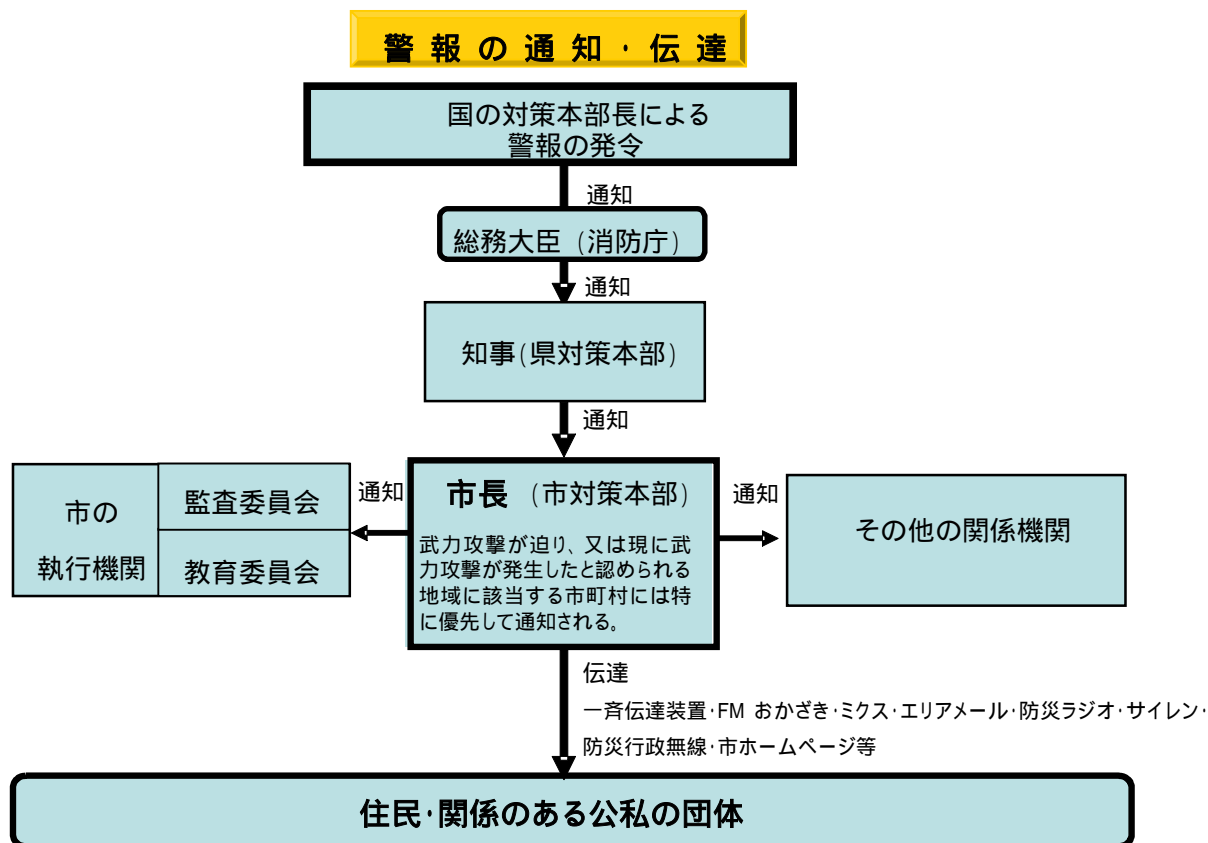 警報の通知・伝達
国の対策本部長による
警報の発令
通知
総務大臣（消防庁）
通知
知事（県対策本部）
通知
市の
執行機関
監査委員会
教育委員会
通知
市長（市対策本部）
武力攻撃が迫り、又は現に武
力攻撃が発生したと認められる
地域に該当する市町村には特
に優先して通知される。
通知
その他の関係機関
伝達
一斉伝達装置・FM おかざき・ミクス・エリアメール・防災ラジオ・サイレン・
防災行政無線・市ホームページ等
住民・関係のある公私の団体